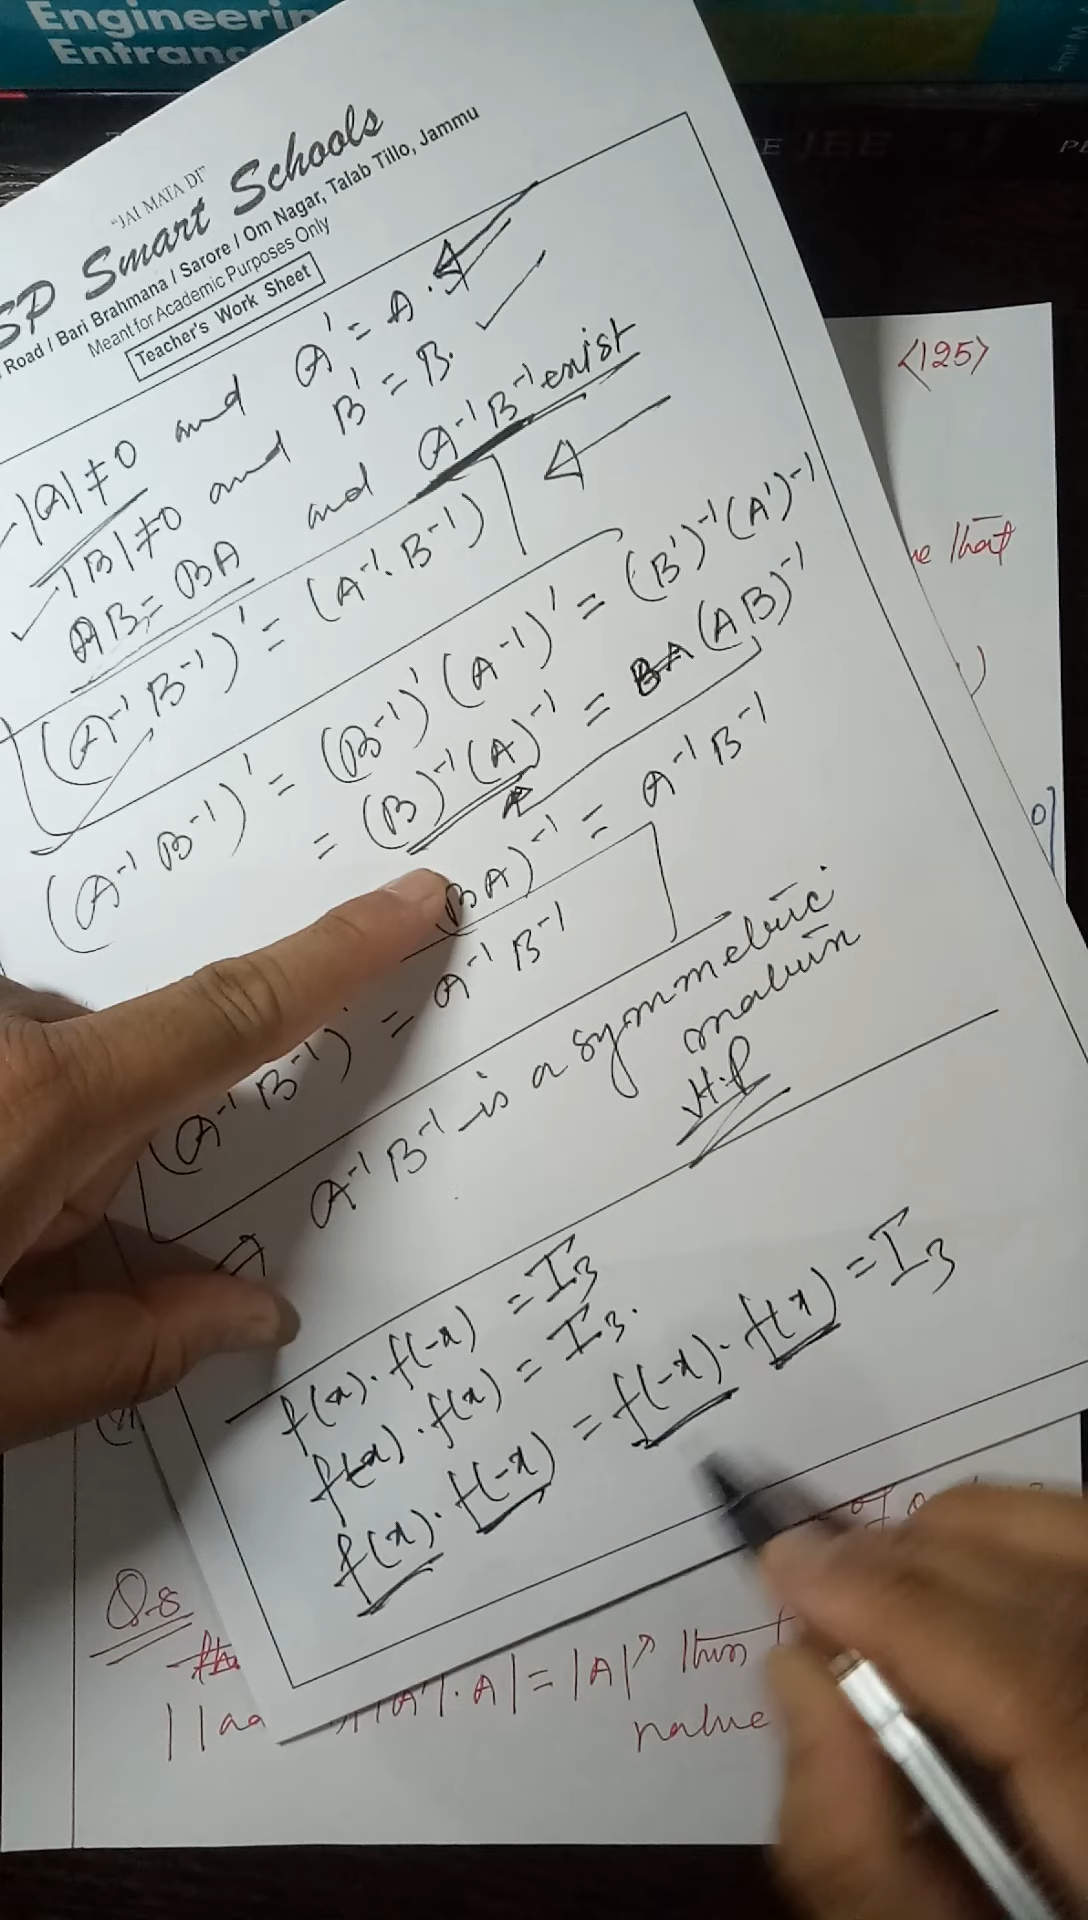 Engineerin
Entranc
JEE
"JAI MATA DI"
SP Smart Schools
Road / Bari Brahmana / Sarore / Om Nagar, Talab Tillo, Jammu
Meant for Academic Purposes Only
Teacher's Work Sheet
|A| ≠ 0 and A' = A.
|B| ≠ 0 and B' = B.
AB = BA and A⁻¹B⁻¹ exist
(A⁻¹B⁻¹)' = (A⁻¹.B⁻¹)
(A⁻¹B⁻¹)' = (B⁻¹)'(A⁻¹)' = (B')⁻¹(A')⁻¹
= (B)⁻¹(A)⁻¹ = (AB)⁻¹
BA)⁻¹ = A⁻¹B⁻¹
(A⁻¹B⁻¹)' = A⁻¹B⁻¹
⇒ A⁻¹B⁻¹ is a symmetric
matrix
H.P
f(x).f(-x) = I₃
f(-x).f(x) = I₃.
f(x).f(-x) = f(-x).f(x) = I₃
<125>
that
0]
Q-8
.A| = |A|
value